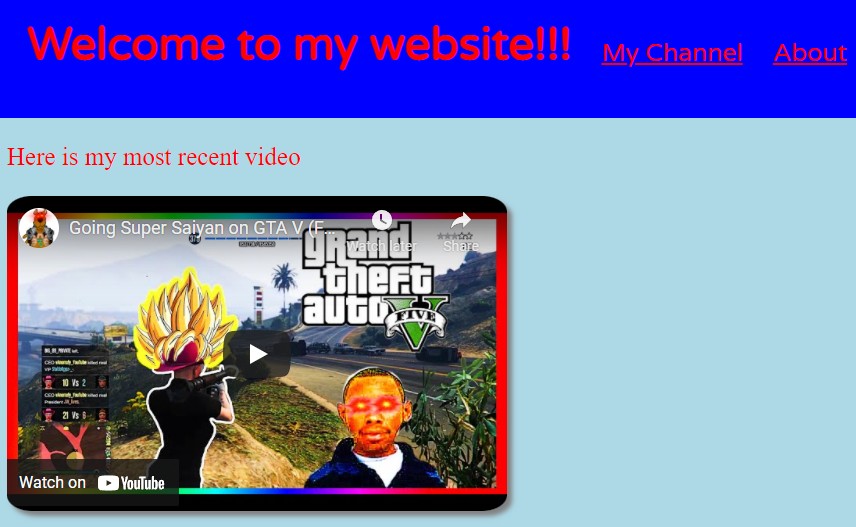 Welcome to my website!!! My Channel About
Here is my most recent video
Going Super Saiyan on GTA V (F...
Watch later Share
grand
theft
auto V
FIVE
10 Vs 2
21 Vs 6
Watch on YouTube